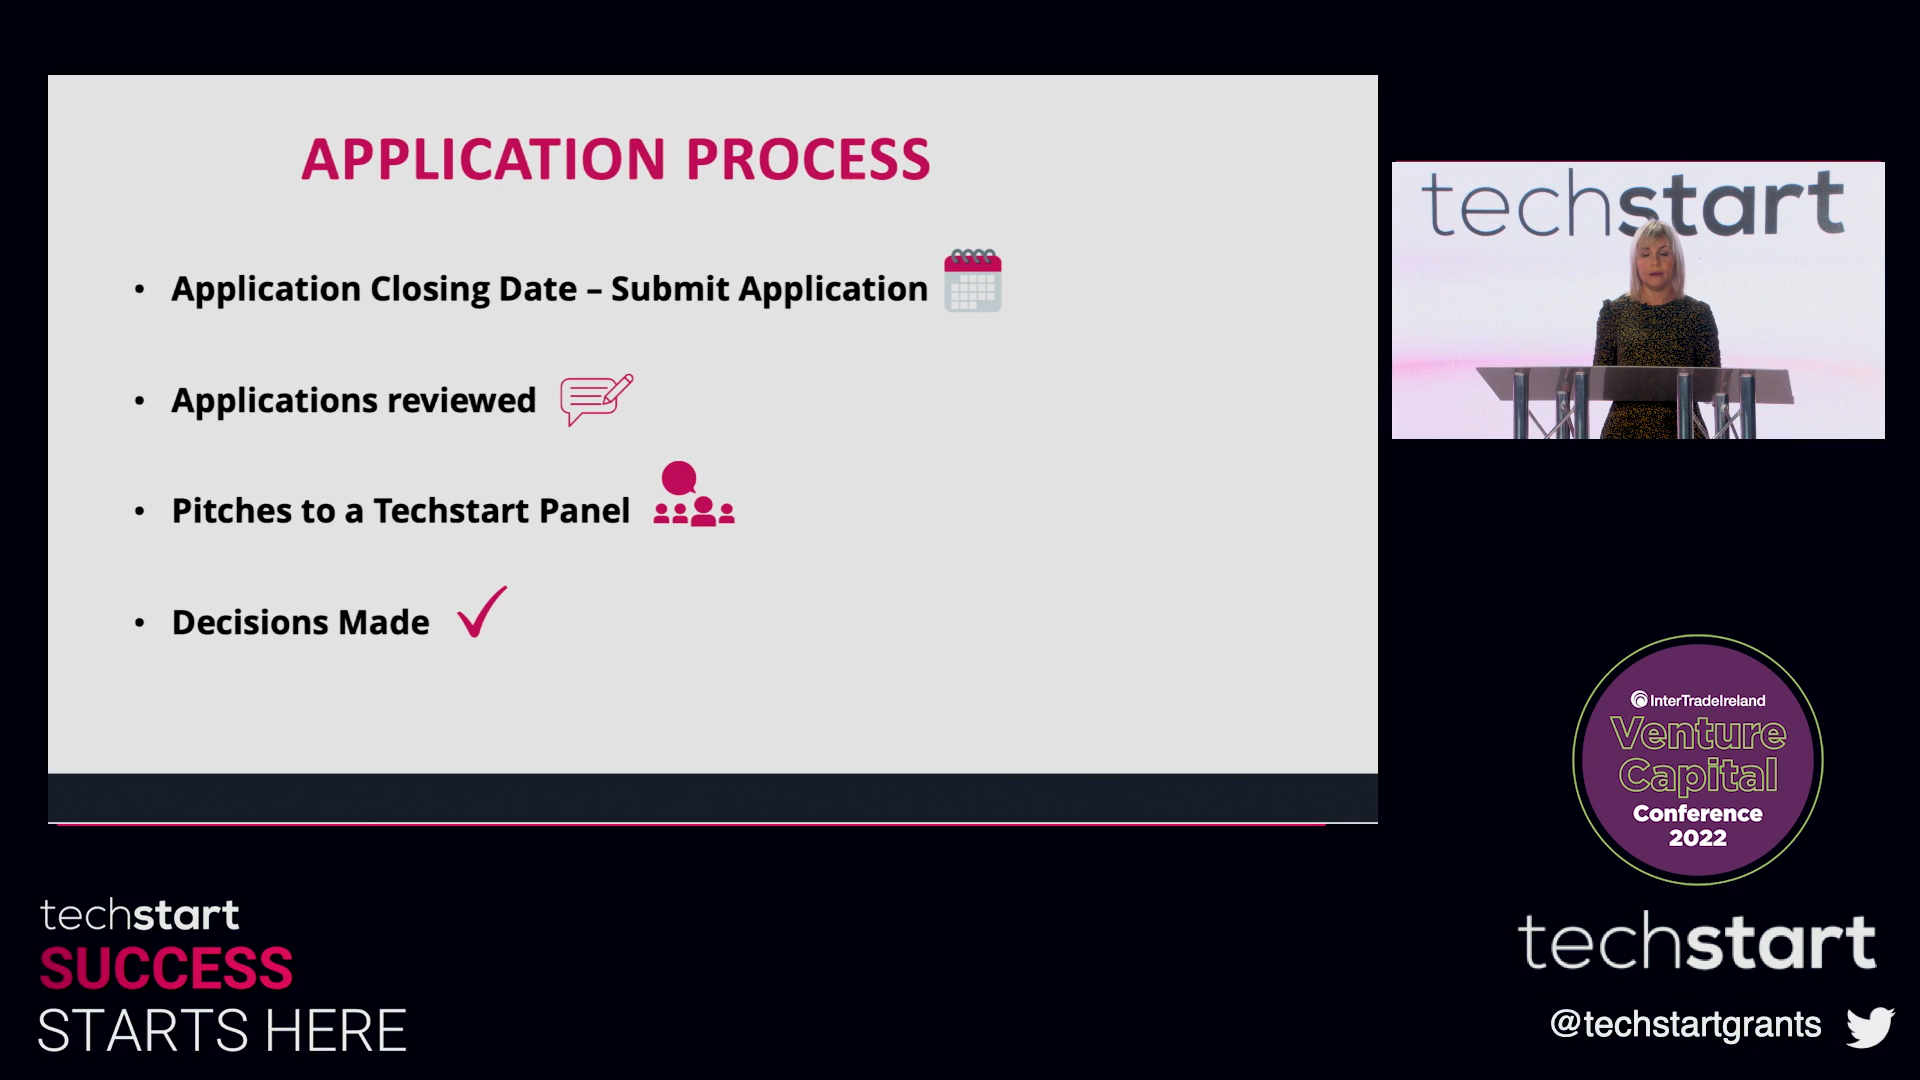 APPLICATION PROCESS
• Application Closing Date – Submit Application
• Applications reviewed
• Pitches to a Techstart Panel
• Decisions Made
techstart
InterTradeIreland
Venture
Capital
Conference
2022
techstart
SUCCESS
STARTS HERE
techstart
@techstartgrants